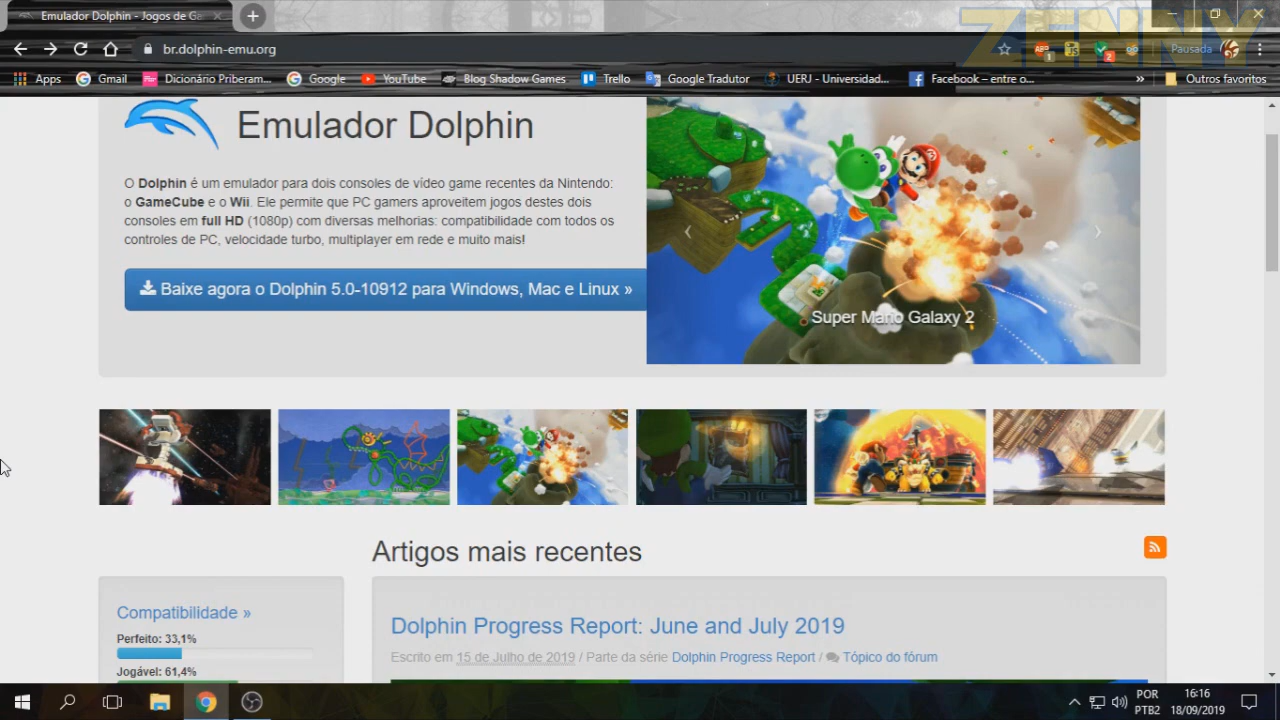 Emulador Dolphin - Jogos de Ga
ZENNY
br.dolphin-emu.org
ABP
1
JS
2
Pausada
Apps
Gmail
Dicionário Priberam...
Google
YouTube
Blog Shadow Games
Trello
Google Tradutor
UERJ - Universidad...
Facebook – entre o...
»
Outros favoritos
Emulador Dolphin
O Dolphin é um emulador para dois consoles de vídeo game recentes da Nintendo:
o GameCube e o Wii. Ele permite que PC gamers aproveitem jogos destes dois
consoles em full HD (1080p) com diversas melhorias: compatibilidade com todos os
controles de PC, velocidade turbo, multiplayer em rede e muito mais!
Baixe agora o Dolphin 5.0-10912 para Windows, Mac e Linux »
Super Mario Galaxy 2
Artigos mais recentes
Compatibilidade »
Perfeito: 33,1%
Jogável: 61,4%
Dolphin Progress Report: June and July 2019
Escrito em 15 de Julho de 2019 / Parte da série Dolphin Progress Report / Tópico do fórum
POR
PTB2
16:16
18/09/2019